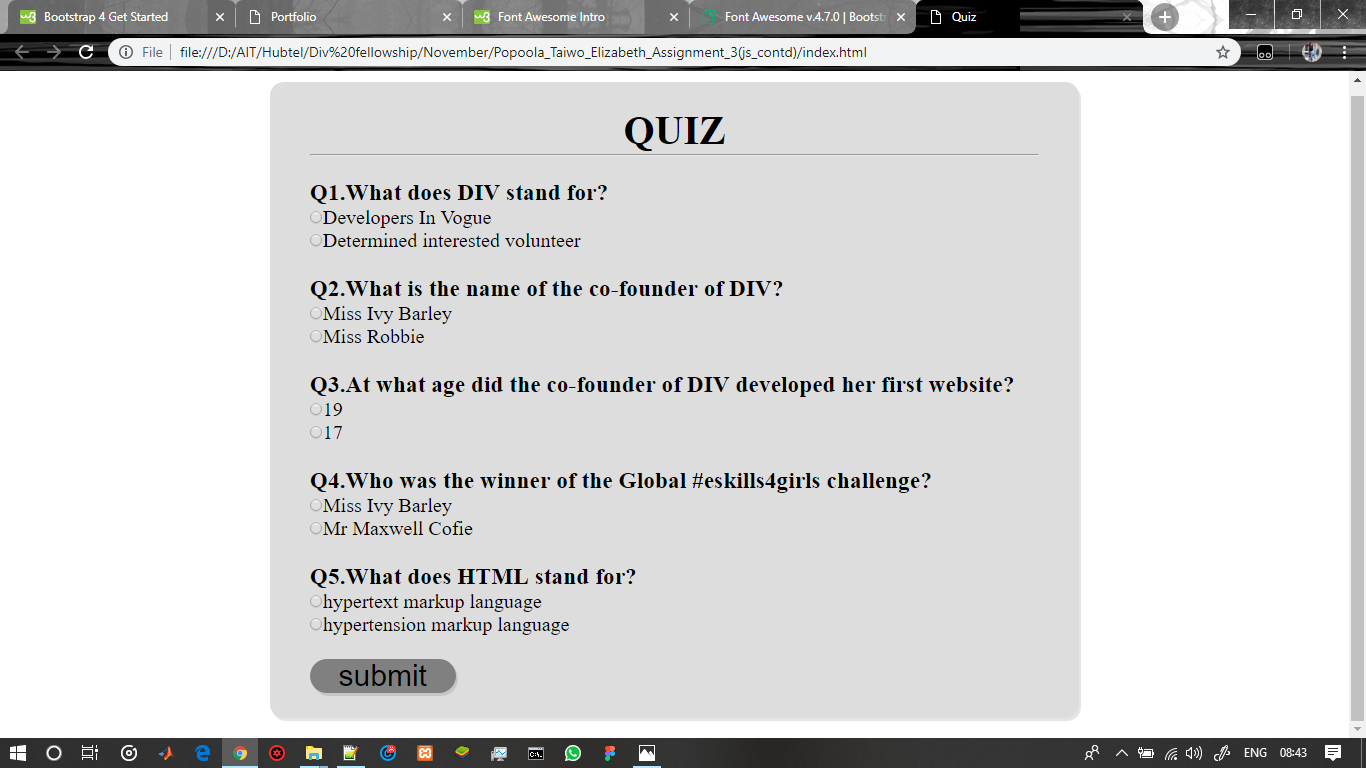 Bootstrap 4 Get Started
Portfolio
Font Awesome Intro
Font Awesome v.4.7.0 | Bootstr
Quiz
File
file:///D:/AIT/Hubtel/Div%20fellowship/November/Popoola_Taiwo_Elizabeth_Assignment_3(js_contd)/index.html
QUIZ
Q1.What does DIV stand for?
Developers In Vogue
Determined interested volunteer
Q2.What is the name of the co-founder of DIV?
Miss Ivy Barley
Miss Robbie
Q3.At what age did the co-founder of DIV developed her first website?
19
17
Q4.Who was the winner of the Global #eskills4girls challenge?
Miss Ivy Barley
Mr Maxwell Cofie
Q5.What does HTML stand for?
hypertext markup language
hypertension markup language
submit
ENG 08:43